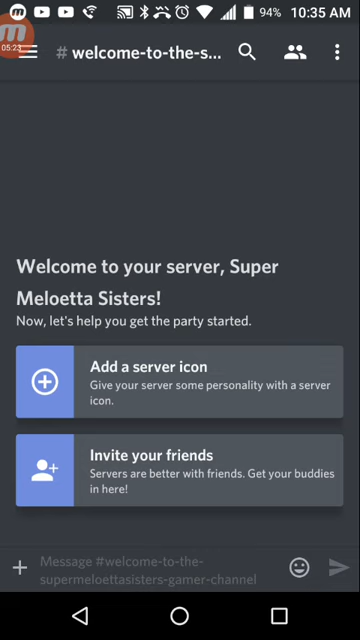 94% 10:35 AM
05:23
# welcome-to-the-s...
Welcome to your server, Super
Meloetta Sisters!
Now, let's help you get the party started.
Add a server icon
Give your server some personality with a server
icon.
Invite your friends
Servers are better with friends. Get your buddies
in here!
Message #welcome-to-the-
supermeloettasisters-gamer-channel